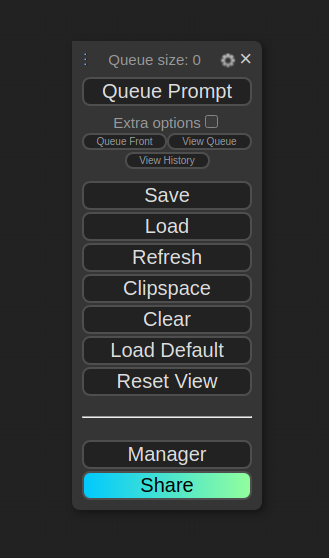 Queue size: 0
Queue Prompt
Extra options
Queue Front View Queue
View History
Save
Load
Refresh
Clipspace
Clear
Load Default
Reset View
Manager
Share